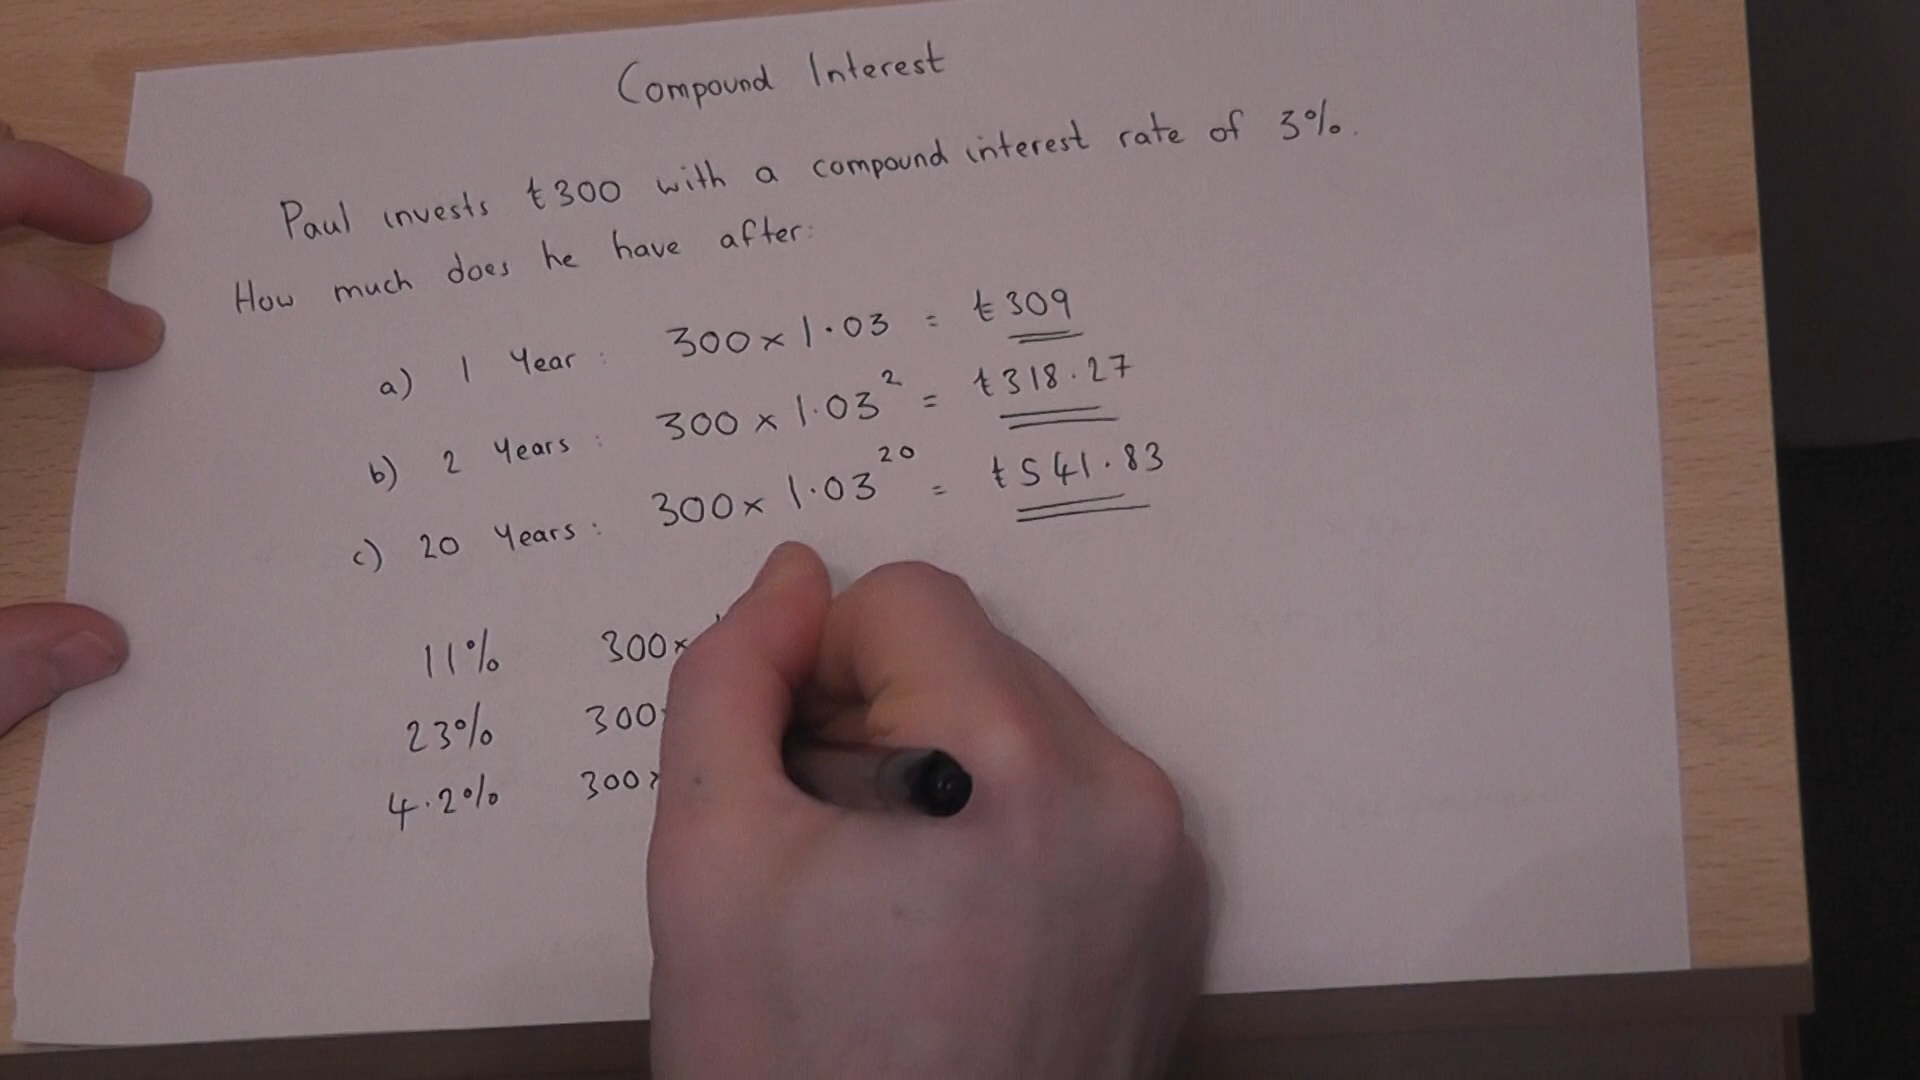 Compound Interest
Paul invests £300 with a compound interest rate of 3%.
How much does he have after:
a) 1 Year : 300 × 1.03 = £309
b) 2 Years : 300 × 1.03² = £318.27
c) 20 Years : 300 × 1.03²⁰ = £541.83
11% 300×
23% 300
4.2% 300×